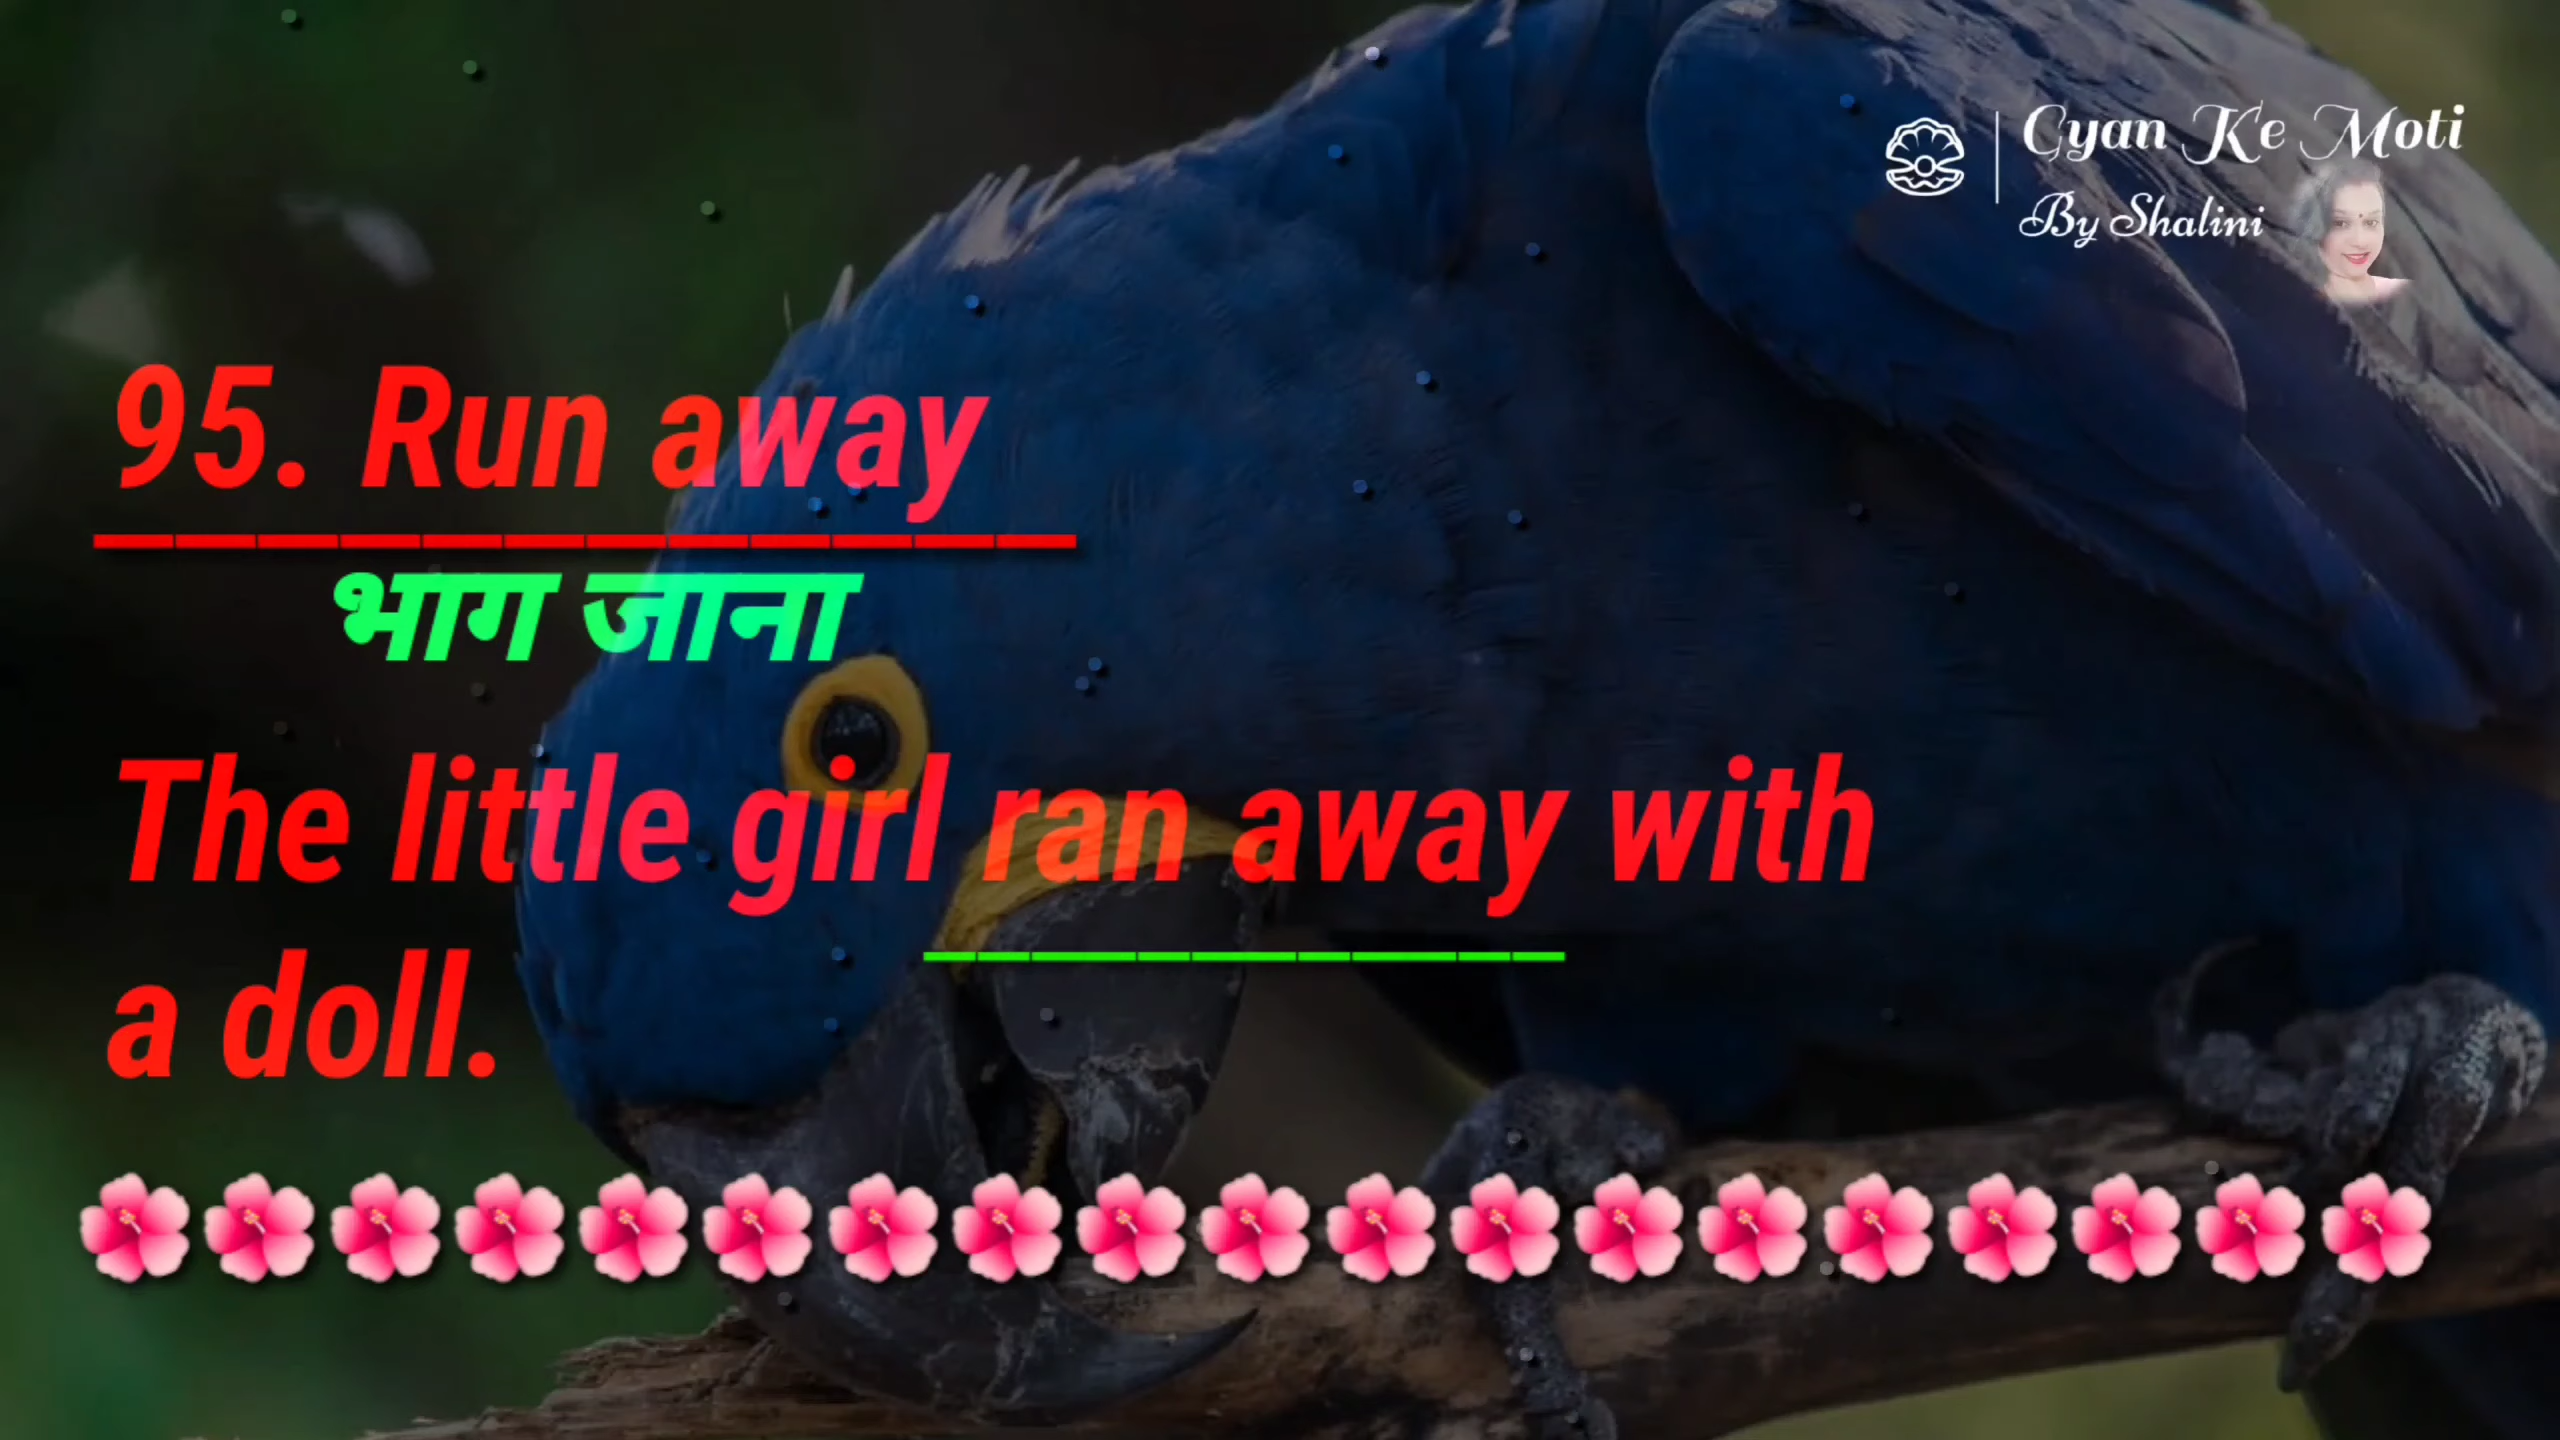 Gyan Ke Moti
By Shalini
95. Run away
भाग जाना
The little girl ran away with
a doll.